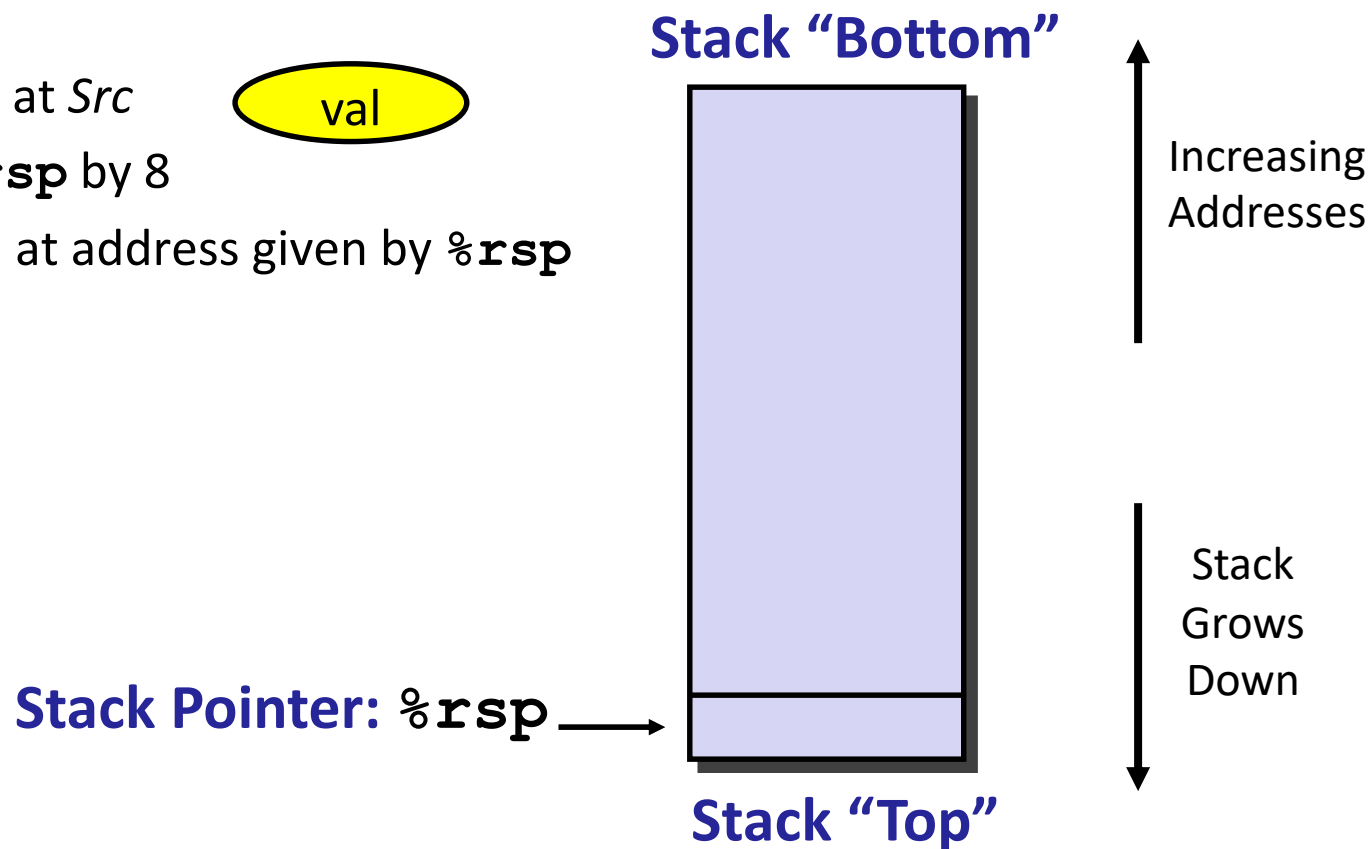 Stack “Bottom”
at Src
val
rsp by 8
at address given by %rsp
Increasing
Addresses
Stack
Grows
Down
Stack Pointer: %rsp
Stack “Top”